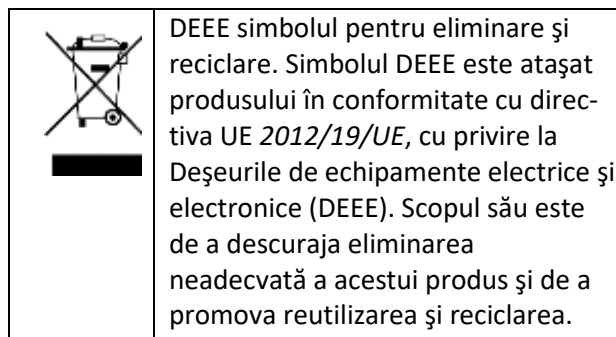 DEEE simbolul pentru eliminare şi
reciclare. Simbolul DEEE este ataşat
produsului în conformitate cu direc-
tiva UE 2012/19/UE, cu privire la
Deşeurile de echipamente electrice şi
electronice (DEEE). Scopul său este
de a descuraja eliminarea
neadecvată a acestui produs şi de a
promova reutilizarea şi reciclarea.